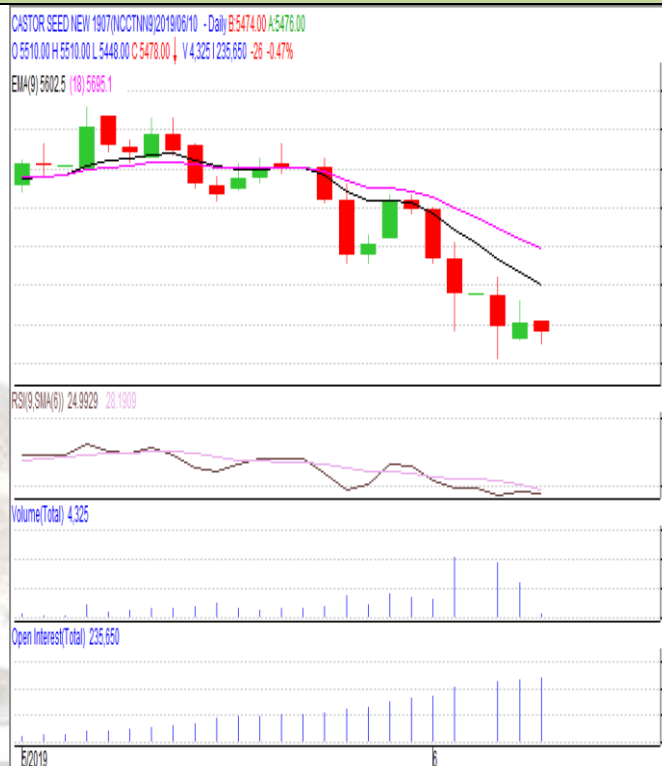 CASTOR SEED NEW 1907(NCCTNN9)2019/06/10 - Daily B:5474.00 A:5476.00
O 5510.00 H 5510.00 L 5448.00 C 5478.00 ↓ V 4,325 I 235,650 -26 -0.47%
EMA(9) 5602.5 (18) 5695.1
RSI(9,SMA(6)) 24.9929 28.1909
Volume(Total) 4,325
Open Interest(Total) 235,650
5/2019 6